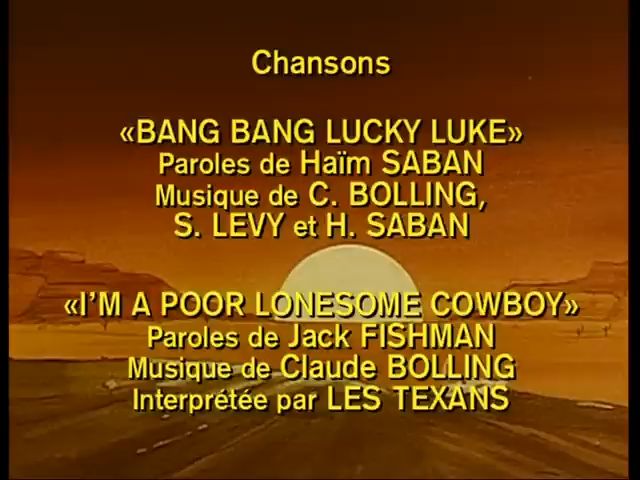 Chansons
«BANG BANG LUCKY LUKE»
Paroles de Haïm SABAN
Musique de C. BOLLING,
S. LEVY et H. SABAN
«I'M A POOR LONESOME COWBOY»
Paroles de Jack FISHMAN
Musique de Claude BOLLING
Interprétée par LES TEXANS